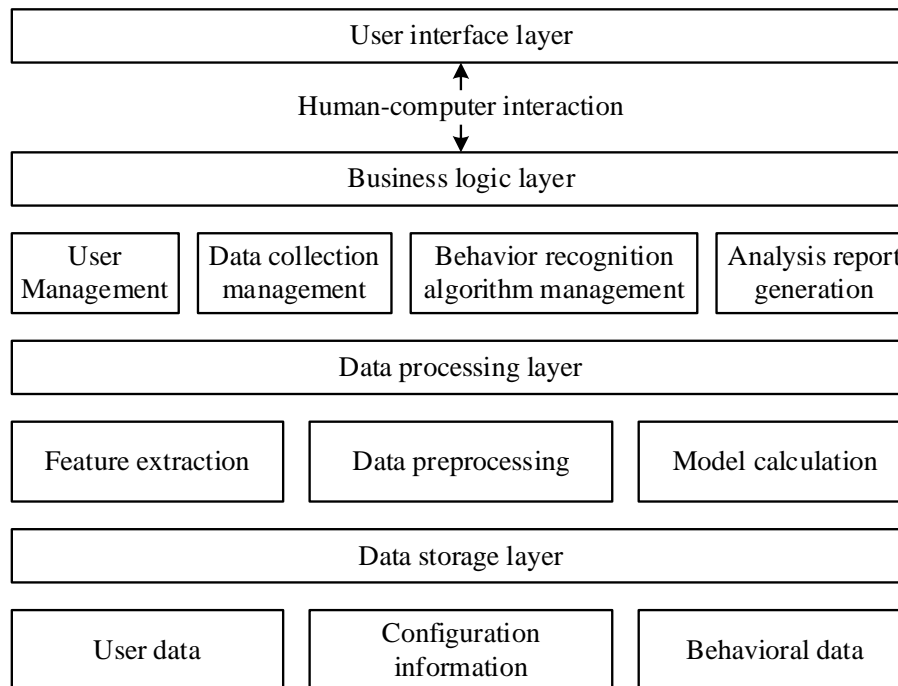 User interface layer
Human-computer interaction
Business logic layer
User
Management
Data collection
management
Behavior recognition
algorithm management
Analysis report
generation
Data processing layer
Feature extraction
Data preprocessing
Model calculation
Data storage layer
User data
Configuration
information
Behavioral data